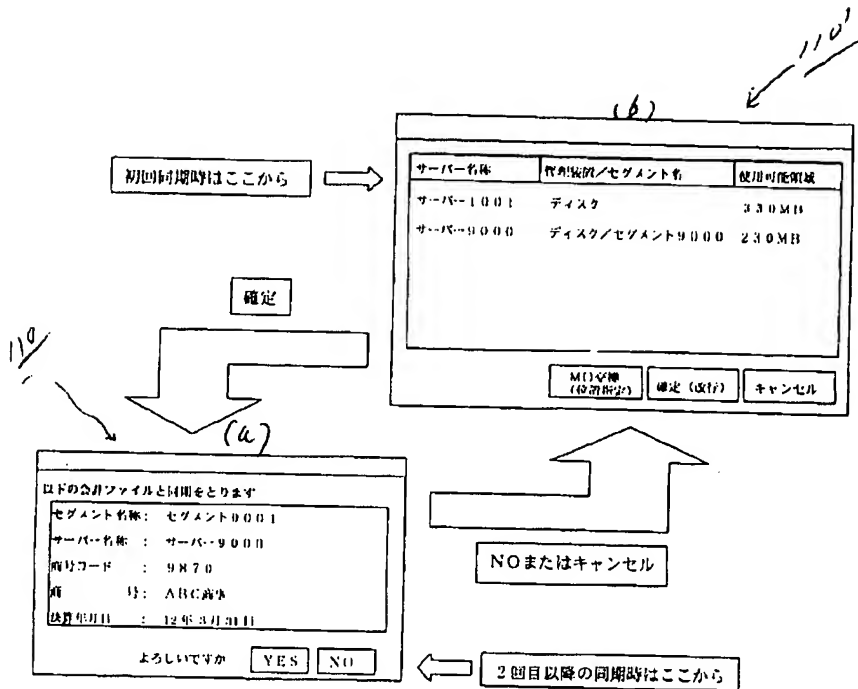 110'
(b)
初回同期時はここから
サーバー名称 管理装置/セグメント名 使用可能領域
サーバー1001 ディスク 330MB
サーバー9000 ディスク/セグメント9000 230MB
確定
MO交換
(位置指定)
確定(改行)
キャンセル
110
(a)
以下の会計ファイルと同期をとります
セグメント名称: セグメント0001
サーバー名称 : サーバー9000
商号コード : 9870
商 号: ABC商事
決算年月日 : 12年3月31日
よろしいですか YES NO
NOまたはキャンセル
2回目以降の同期時はここから